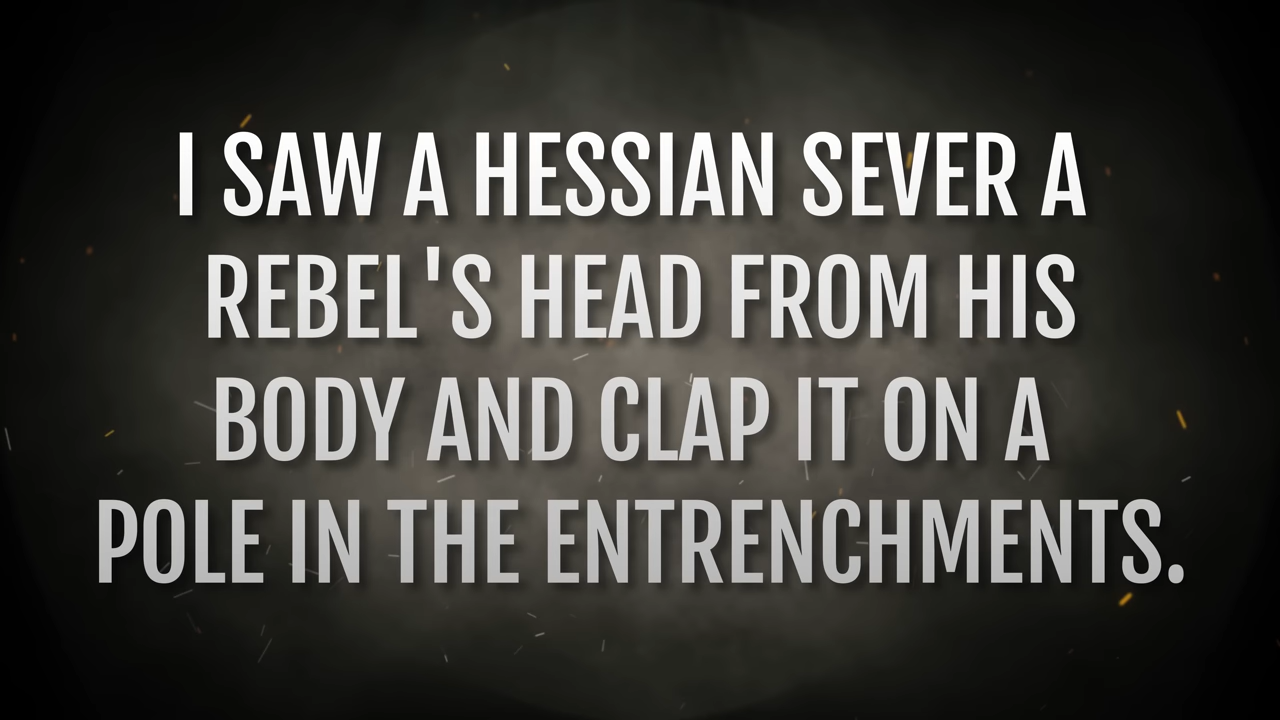 I SAW A HESSIAN SEVER A
REBEL'S HEAD FROM HIS
BODY AND CLAP IT ON A
POLE IN THE ENTRENCHMENTS.